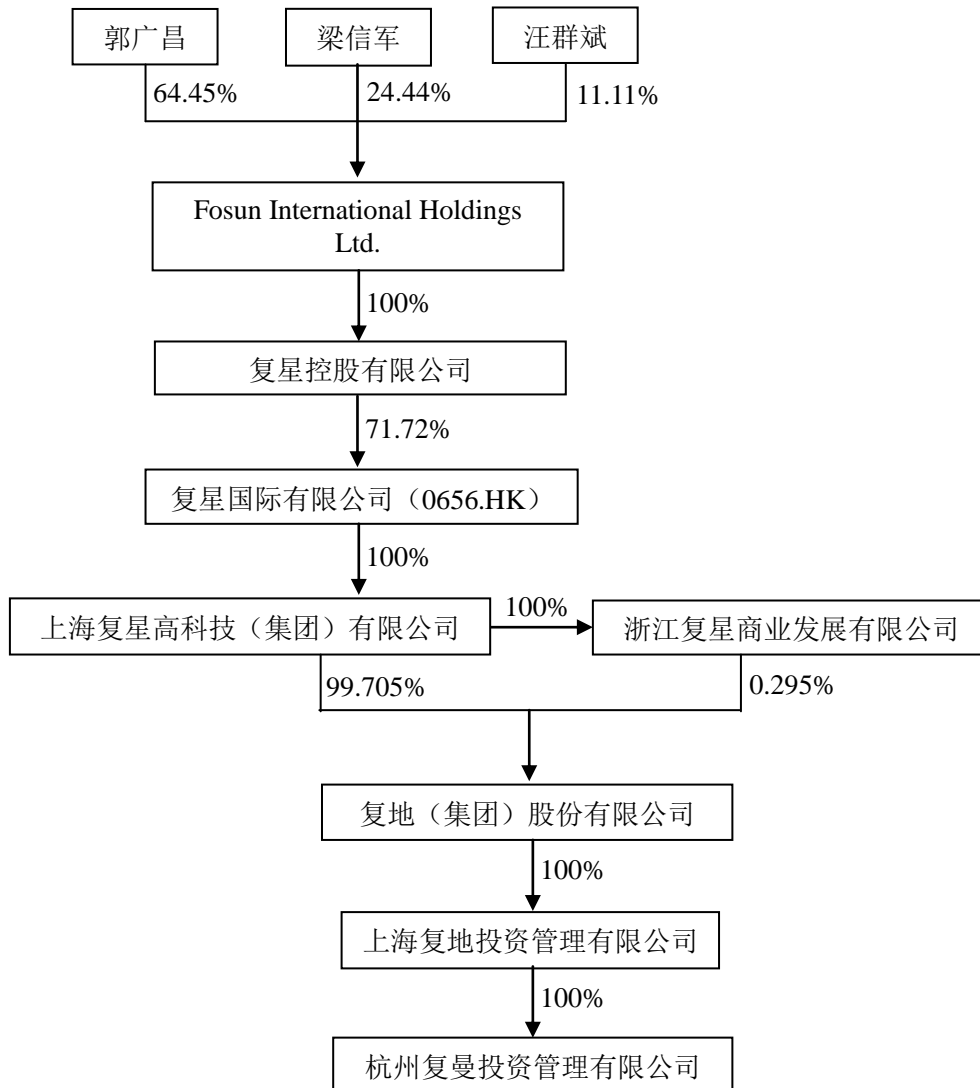 郭广昌
梁信军
汪群斌
64.45%
24.44%
11.11%
Fosun International Holdings
Ltd.
100%
复星控股有限公司
71.72%
复星国际有限公司（0656.HK）
100%
上海复星高科技（集团）有限公司
100%
浙江复星商业发展有限公司
99.705%
0.295%
复地（集团）股份有限公司
100%
上海复地投资管理有限公司
100%
杭州复曼投资管理有限公司